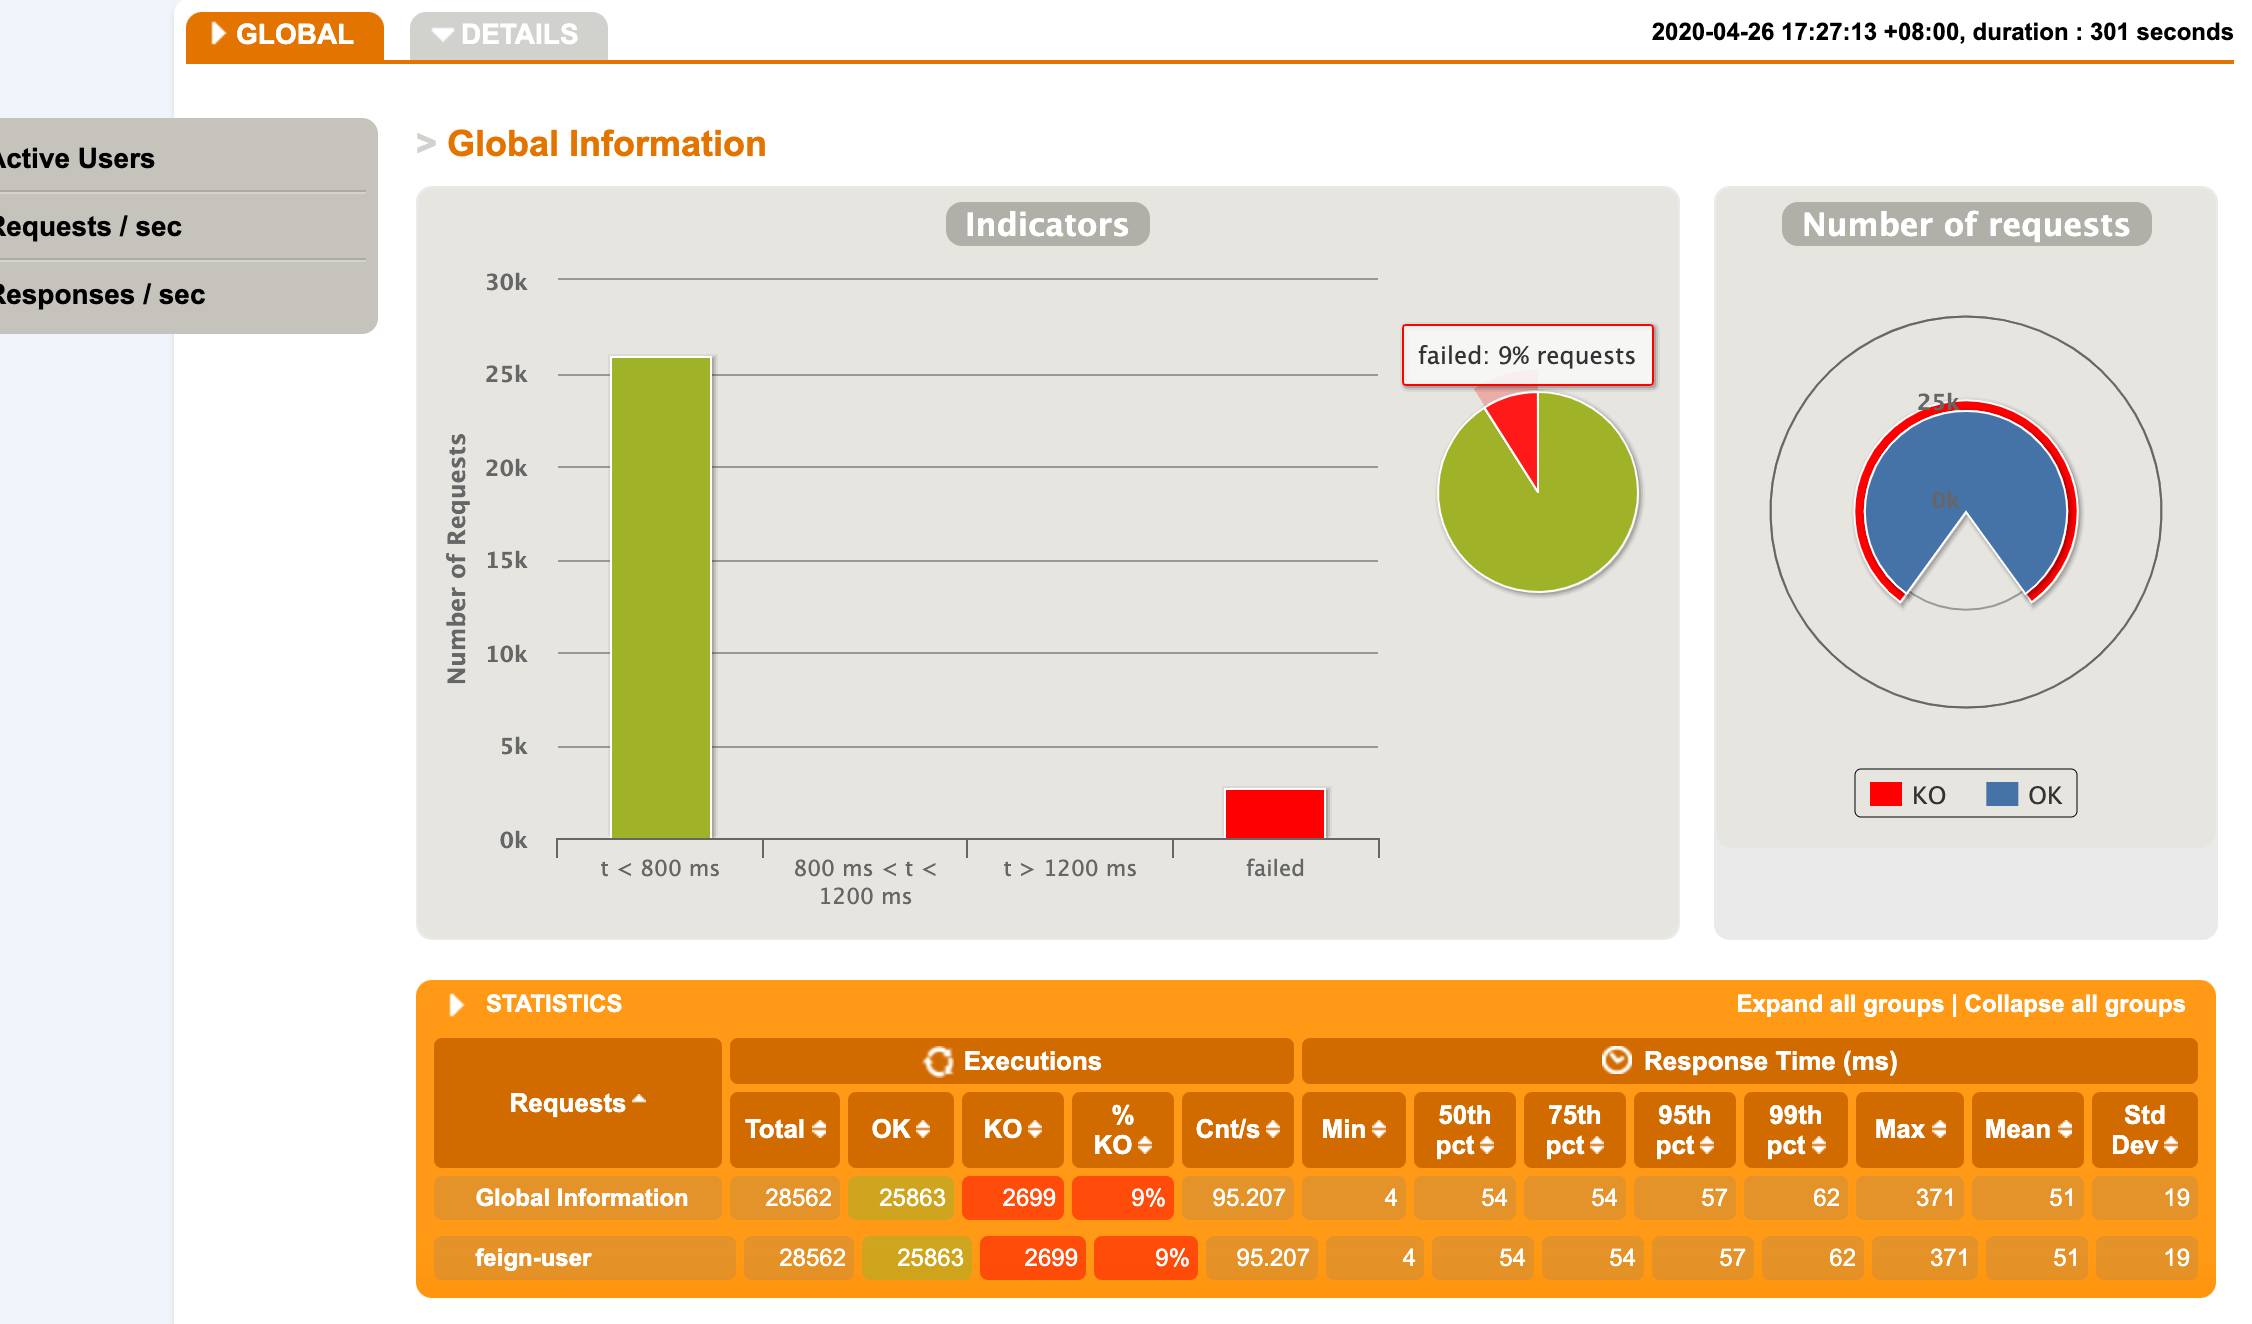 GLOBAL
DETAILS
2020-04-26 17:27:13 +08:00, duration : 301 seconds
Active Users
Requests / sec
Responses / sec
> Global Information
Indicators
30k
25k
20k
15k
10k
5k
0k
Number of Requests
t < 800 ms
800 ms < t <
1200 ms
t > 1200 ms
failed
failed: 9% requests
Number of requests
25k
0k
KO
OK
STATISTICS
Expand all groups | Collapse all groups
Requests
Executions
Response Time (ms)
Total OK KO % KO Cnt/s Min 50th pct 75th pct 95th pct 99th pct Max Mean Std Dev
Global Information 28562 25863 2699 9% 95.207 4 54 54 57 62 371 51 19
feign-user 28562 25863 2699 9% 95.207 4 54 54 57 62 371 51 19